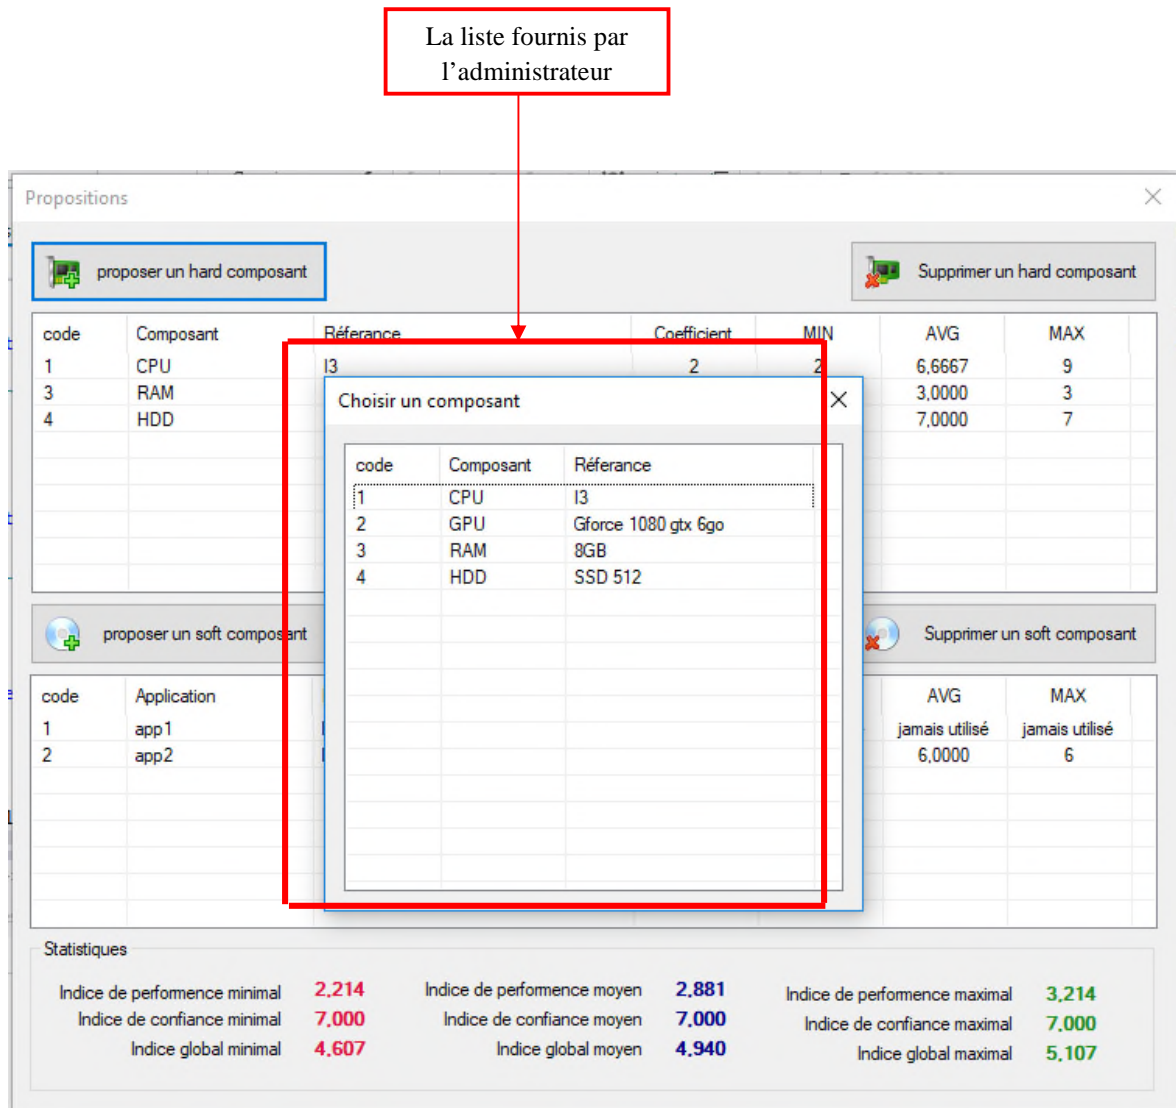 La liste fournis par
l’administrateur
Propositions
proposer un hard composant
Supprimer un hard composant
code Composant Réferance Coefficient MIN AVG MAX
1 CPU I3 2 2 6,6667 9
3 RAM 3,0000 3
4 HDD 7,0000 7
Choisir un composant
code Composant Réferance
1 CPU I3
2 GPU Gforce 1080 gtx 6go
3 RAM 8GB
4 HDD SSD 512
proposer un soft composant
Supprimer un soft composant
code Application AVG MAX
1 app1 jamais utilisé jamais utilisé
2 app2 6,0000 6
Statistiques
Indice de performence minimal 2,214 Indice de performence moyen 2,881 Indice de performence maximal 3,214
Indice de confiance minimal 7,000 Indice de confiance moyen 7,000 Indice de confiance maximal 7,000
Indice global minimal 4,607 Indice global moyen 4,940 Indice global maximal 5,107